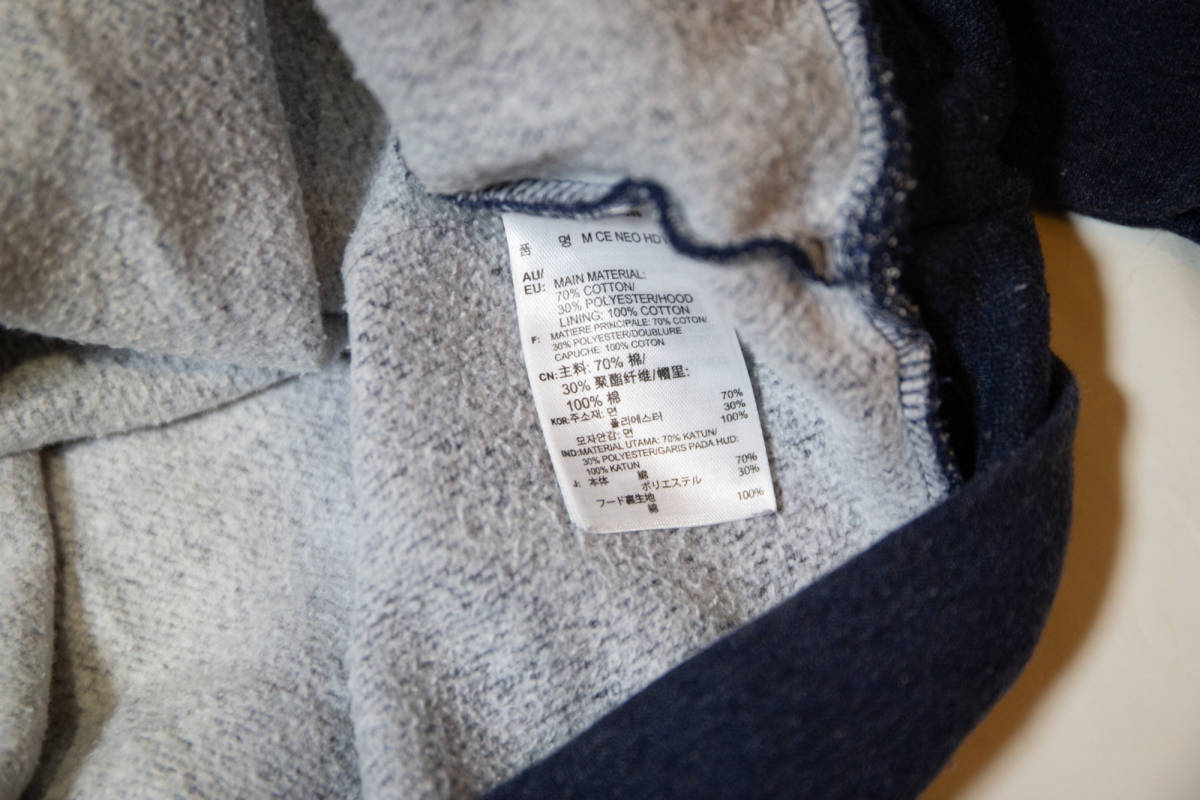 품 명 M CE NEO HD
AU/
EU: MAIN MATERIAL:
70% COTTON/
30% POLYESTER/HOOD
LINING: 100% COTTON
F: MATIERE PRINCIPALE: 70% COTON/
30% POLYESTER/DOUBLURE
CAPUCHE: 100% COTON
CN: 主料: 70% 棉/
30% 聚酯纤维/帽里:
100% 棉
KOR: 주소재: 면 70%
폴리에스터 30%
모자안감: 면 100%
IND: MATERIAL UTAMA: 70% KATUN/
30% POLYESTER/GARIS PADA HUD:
100% KATUN
J: 本体 綿 70%
ポリエステル 30%
フード裏生地
綿 100%